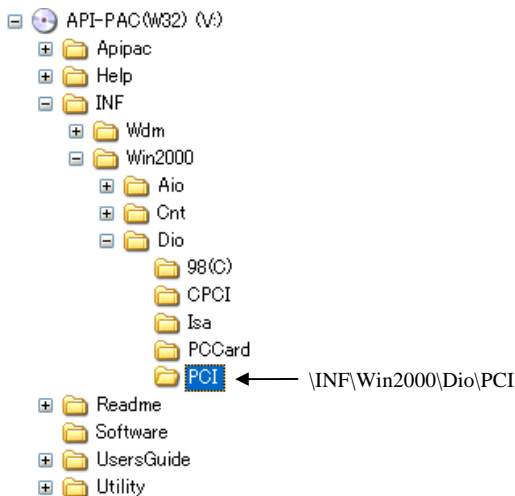 API-PAC(W32) (V:)
Apipac
Help
INF
Wdm
Win2000
Aio
Cnt
Dio
98(C)
CPCI
Isa
PCCard
PCI \INF\Win2000\Dio\PCI
Readme
Software
UsersGuide
Utility